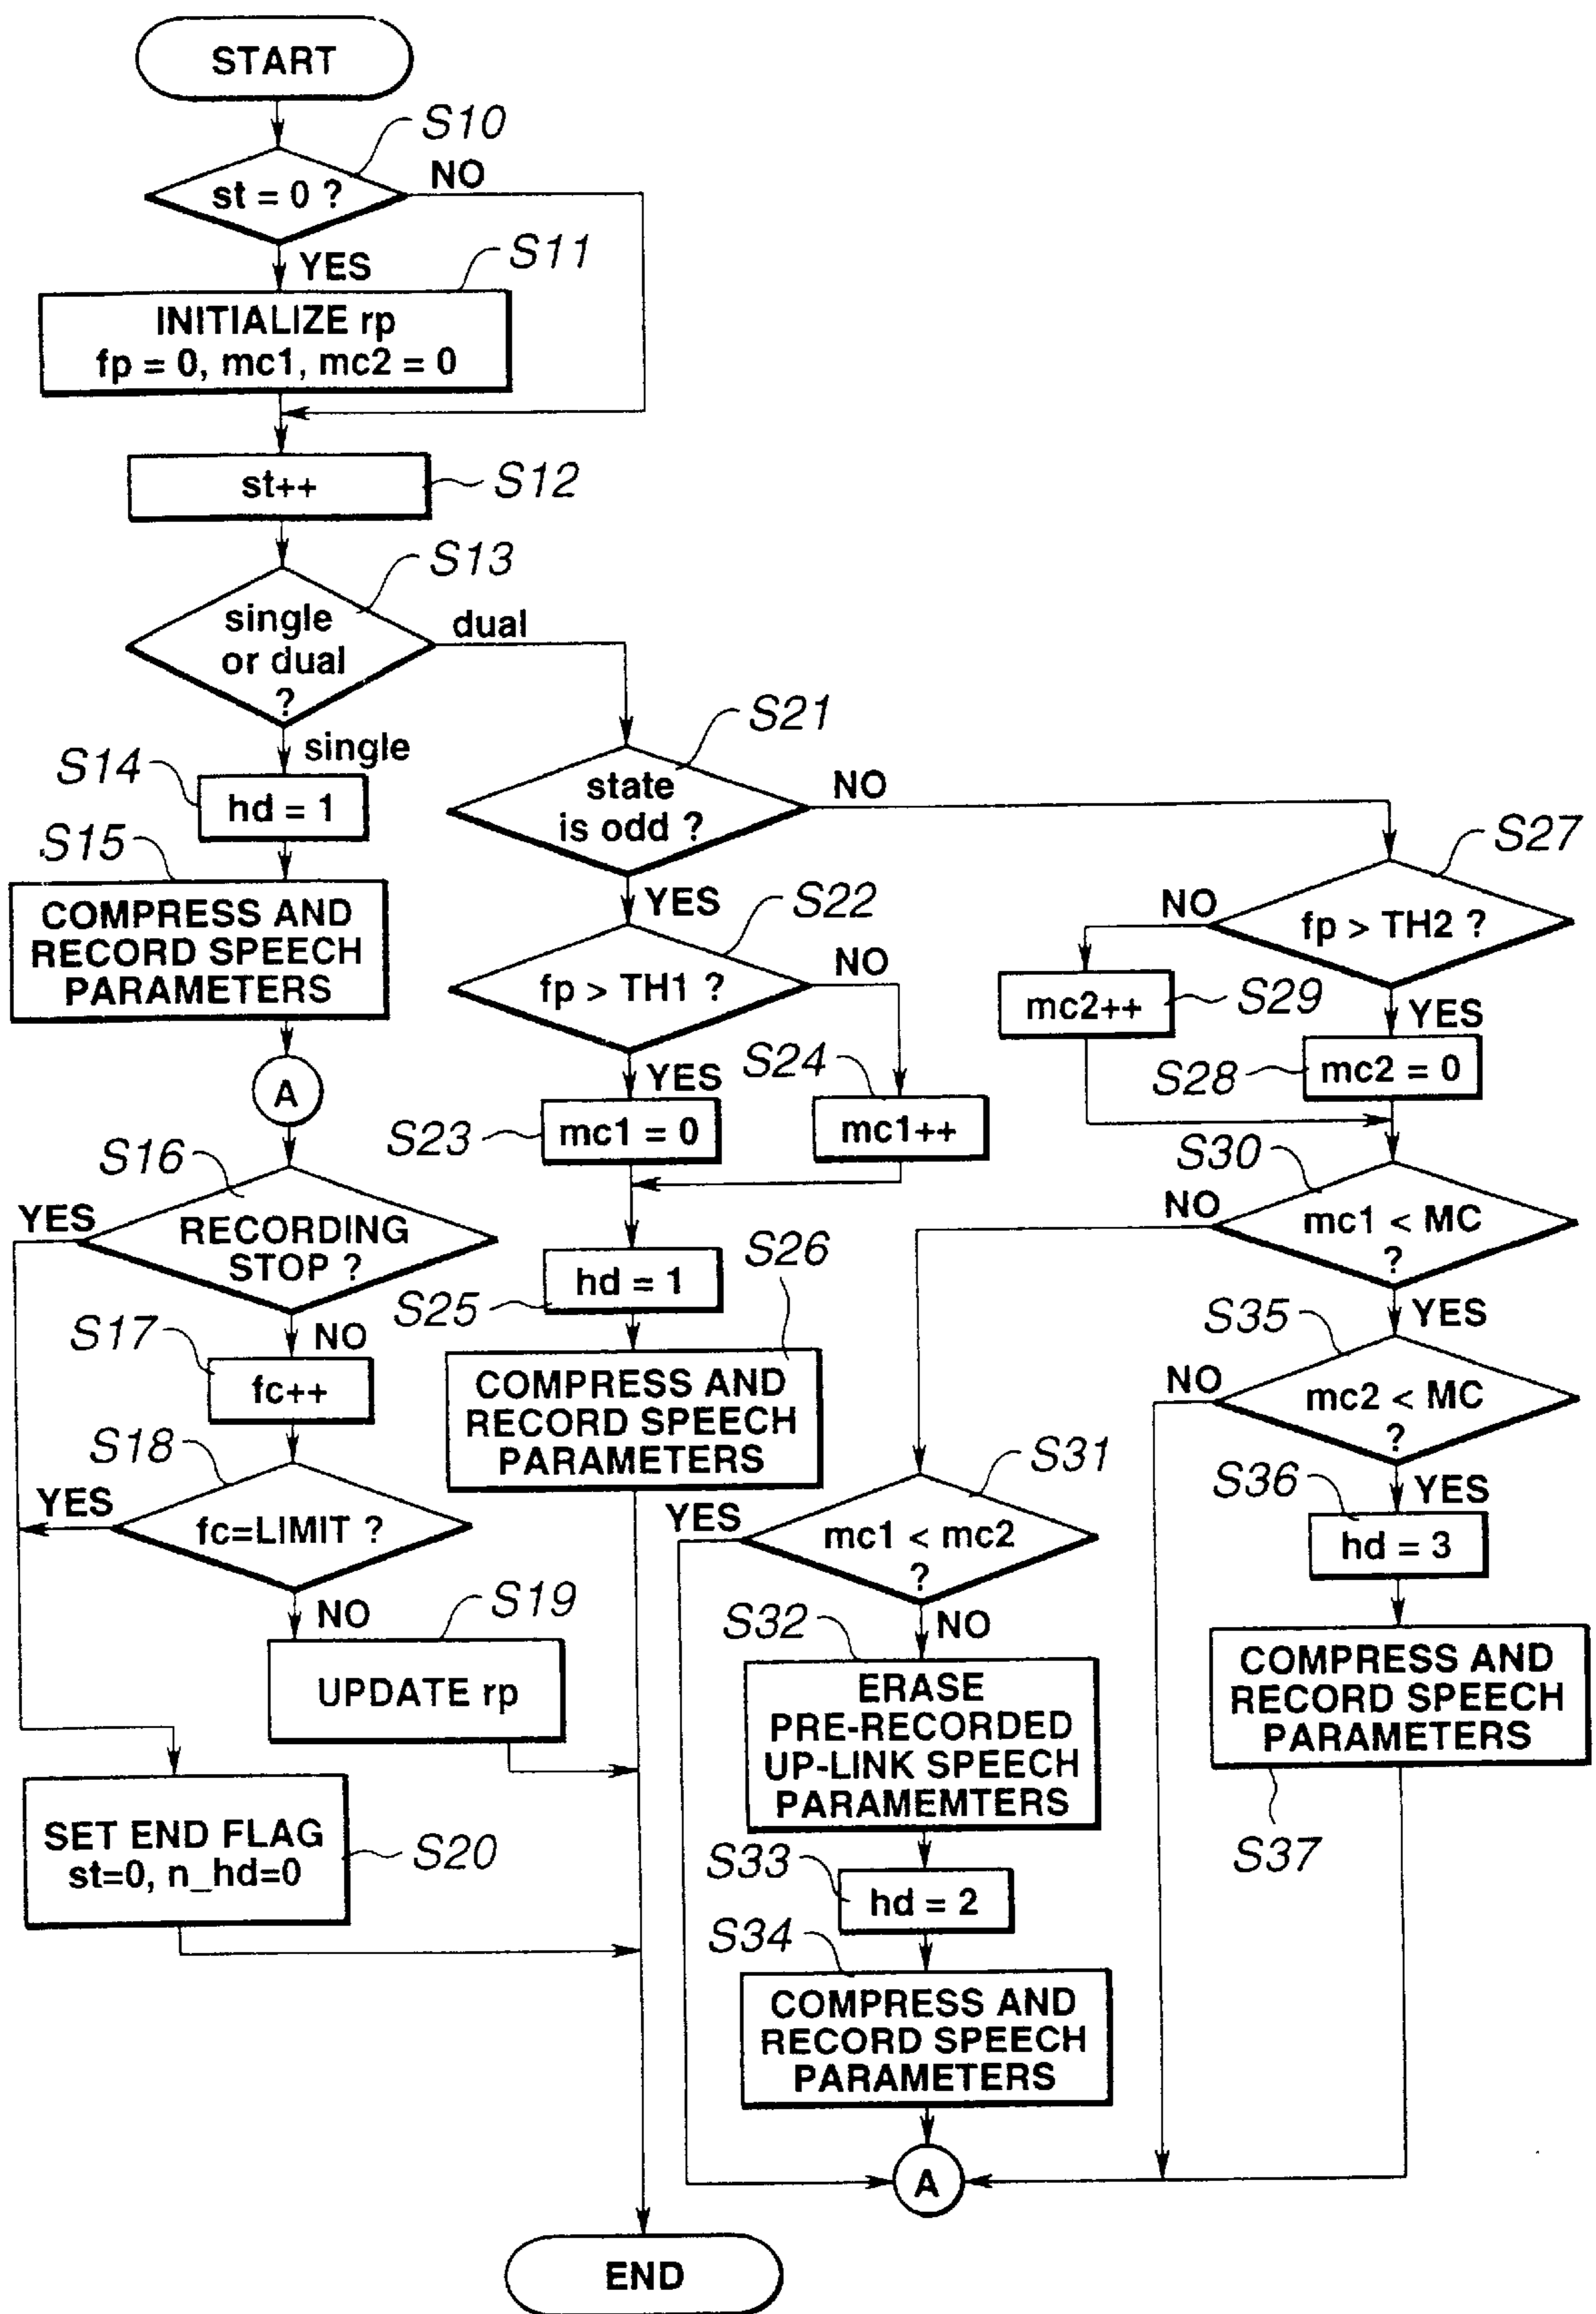 START
S10
st = 0 ?
NO
YES
S11
INITIALIZE rp
fp = 0, mc1, mc2 = 0
st++
S12
S13
single
or dual
?
dual
single
S14
hd = 1
S15
COMPRESS AND
RECORD SPEECH
PARAMETERS
A
S16
YES
RECORDING
STOP ?
NO
S17
fc++
S18
YES
fc=LIMIT ?
NO
S19
UPDATE rp
SET END FLAG
st=0, n_hd=0
S20
S21
state
is odd ?
NO
YES
S22
fp > TH1 ?
NO
YES
S24
S23
mc1 = 0
mc1++
S25
hd = 1
S26
COMPRESS AND
RECORD SPEECH
PARAMETERS
S27
NO
fp > TH2 ?
mc2++
S29
YES
S28
mc2 = 0
S30
NO
mc1 < MC
?
YES
S35
NO
mc2 < MC
?
YES
S36
hd = 3
COMPRESS AND
RECORD SPEECH
PARAMETERS
S37
S31
YES
mc1 < mc2
?
NO
S32
ERASE
PRE-RECORDED
UP-LINK SPEECH
PARAMEMTERS
S33
hd = 2
S34
COMPRESS AND
RECORD SPEECH
PARAMETERS
A
END